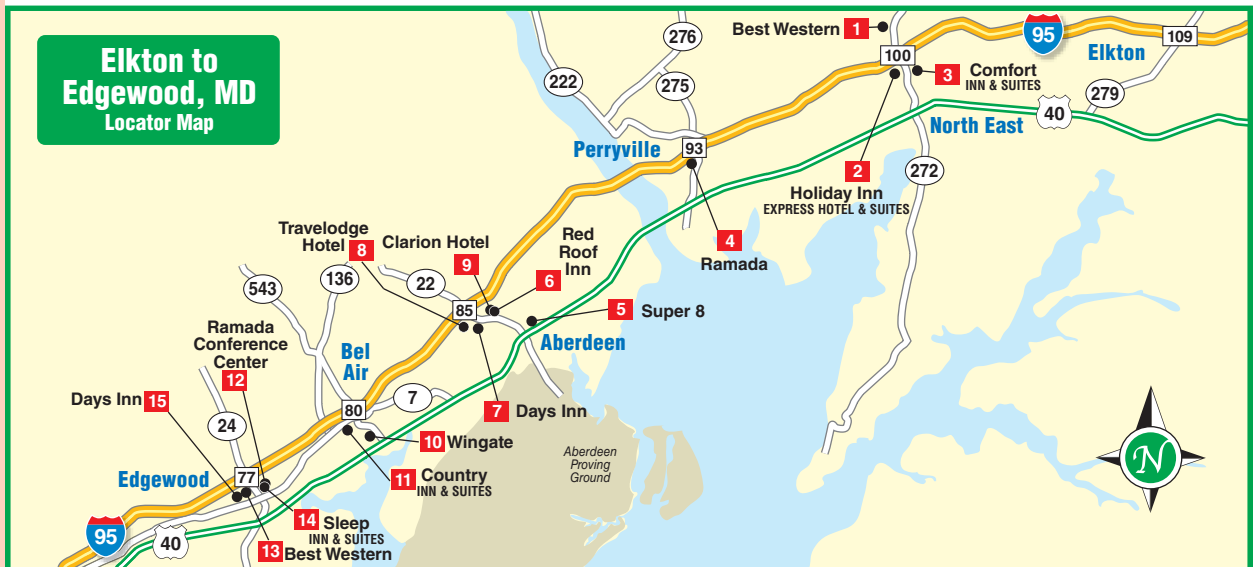 Elkton to
Edgewood, MD
Locator Map
276
222
275
Best Western 1
100
95
109
Elkton
3 Comfort
INN & SUITES
279
40
North East
Perryville
93
2
Holiday Inn
EXPRESS HOTEL & SUITES
272
4
Ramada
Travelodge
Hotel 8
Clarion Hotel
9
Red
Roof
Inn
6
136
22
543
85
5 Super 8
Aberdeen
Ramada
Conference
Center
12
Bel
Air
Days Inn 15
80
7
7 Days Inn
24
10 Wingate
11 Country
INN & SUITES
Aberdeen
Proving
Ground
N
Edgewood
77
14 Sleep
INN & SUITES
13 Best Western
95
40